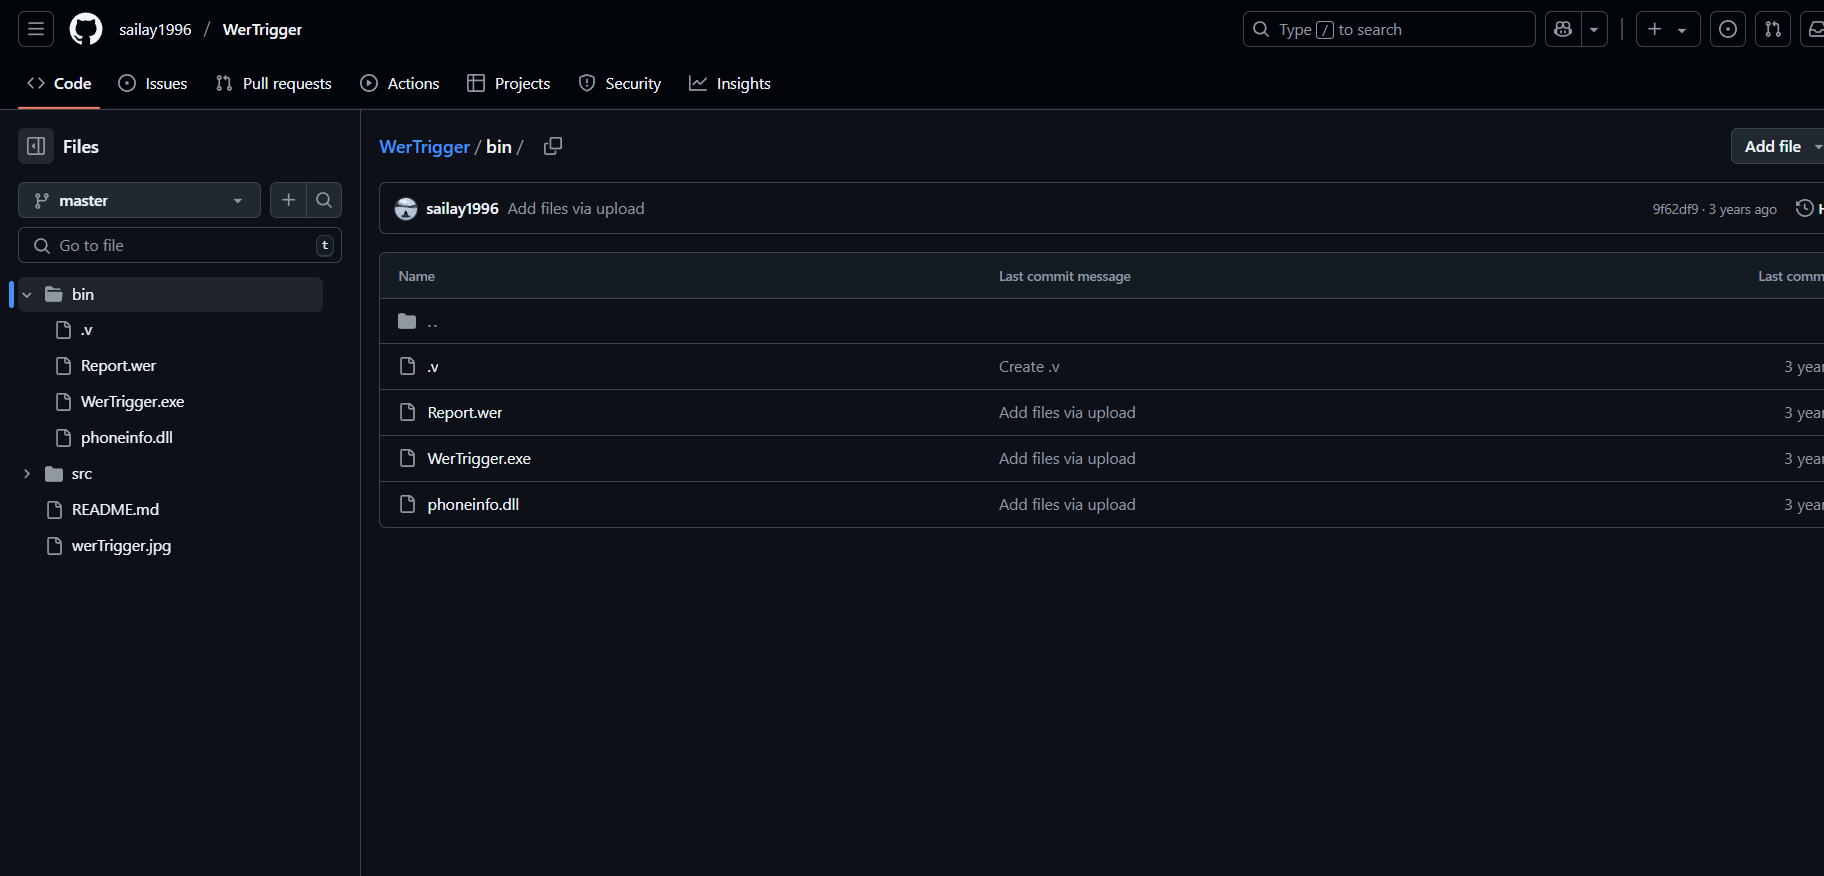 sailay1996 / WerTrigger
Type / to search
Code
Issues
Pull requests
Actions
Projects
Security
Insights
Files
master
Go to file
t
bin
.v
Report.wer
WerTrigger.exe
phoneinfo.dll
src
README.md
werTrigger.jpg
WerTrigger / bin /
Add file
sailay1996 Add files via upload
9f62df9 · 3 years ago
Name Last commit message Last comm
..
.v Create .v 3 year
Report.wer Add files via upload 3 year
WerTrigger.exe Add files via upload 3 year
phoneinfo.dll Add files via upload 3 year